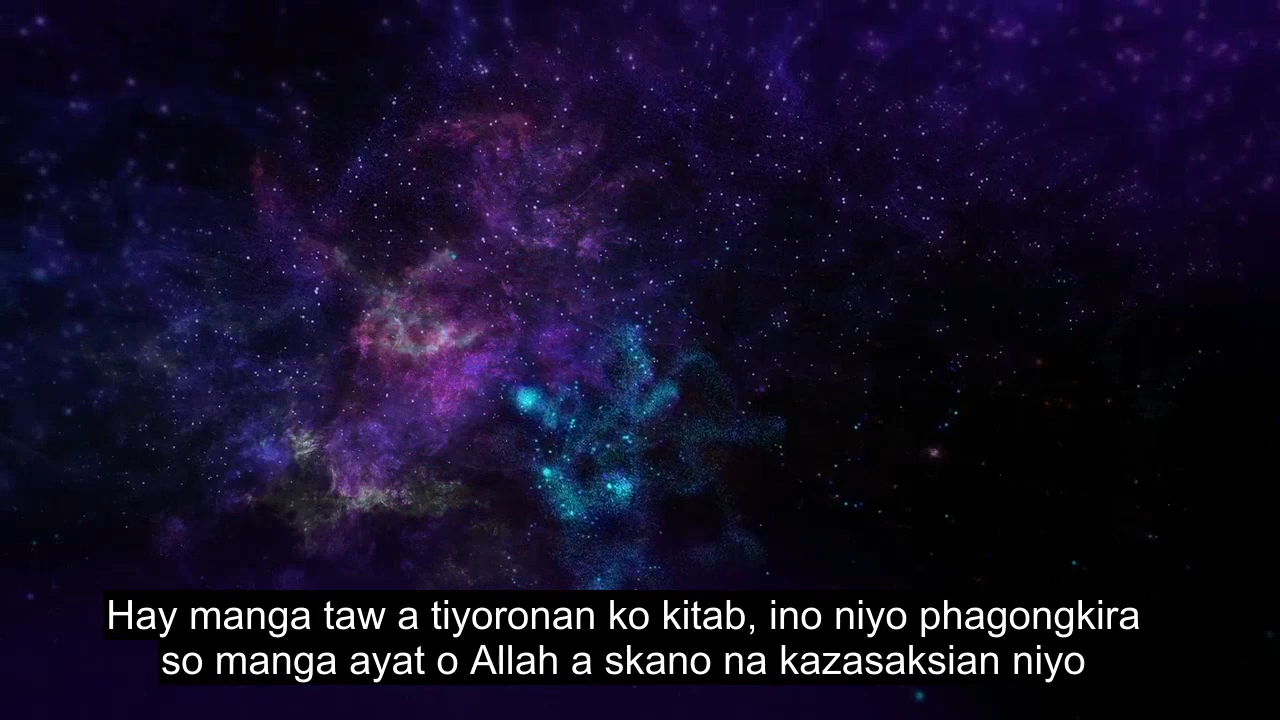 Hay manga taw a tiyoronan ko kitab, ino niyo phagongkira
so manga ayat o Allah a skano na kazasaksian niyo